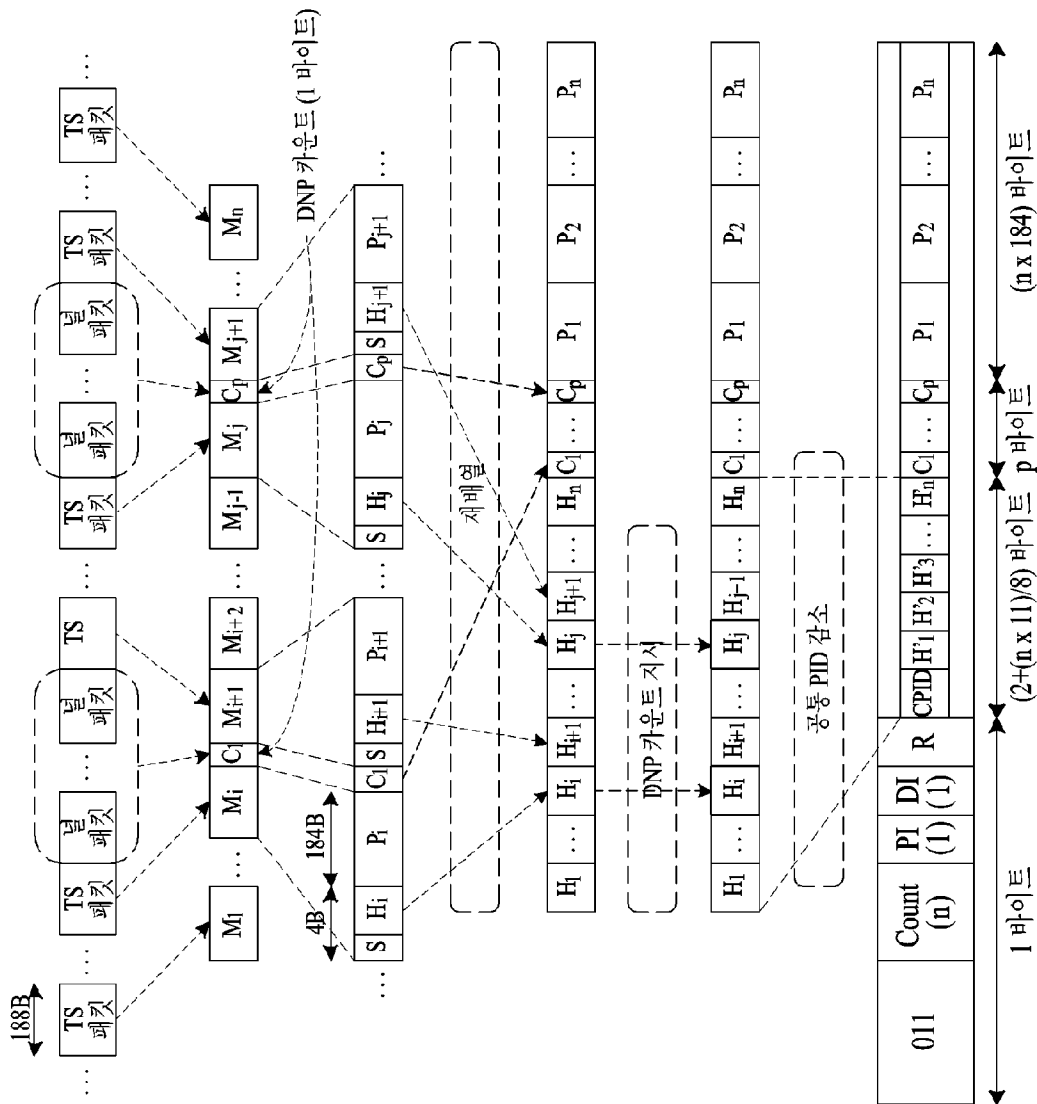 188B
… TS 패킷 … TS 패킷 널 패킷 … 널 패킷 TS … TS 패킷 널 패킷 … 널 패킷 TS 패킷 … TS 패킷 …
M1 … Mi C1 Mi+1 Mi+2 … Mj-1 Mj Cp Mj+1 … Mn
DNP 카운트 (1 바이트)
4B 184B
… S Hi Pi C1 S Hi+1 Pi+1 … S Hj Pj Cp S Hj+1 Pj+1 …
재배열
H1 … Hi Hi+1 … Hj Hj+1 … Hn C1 … Cp P1 P2 … Pn
DNP 카운트 지시
H1 … Hi Hi+1 … Hj Hj-1 … Hn C1 … Cp P1 P2 … Pn
공통 PID 감소
011 Count (n) PI (1) DI (1) R CPID H'1 H'2 H'3 … H'n C1 … Cp P1 P2 … Pn
1 바이트 (2+(n x 11)/8) 바이트 p 바이트 (n x 184) 바이트